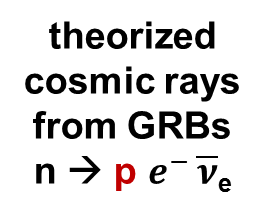 theorized
cosmic rays
from GRBs
n → p e⁻ ν̅ₑ